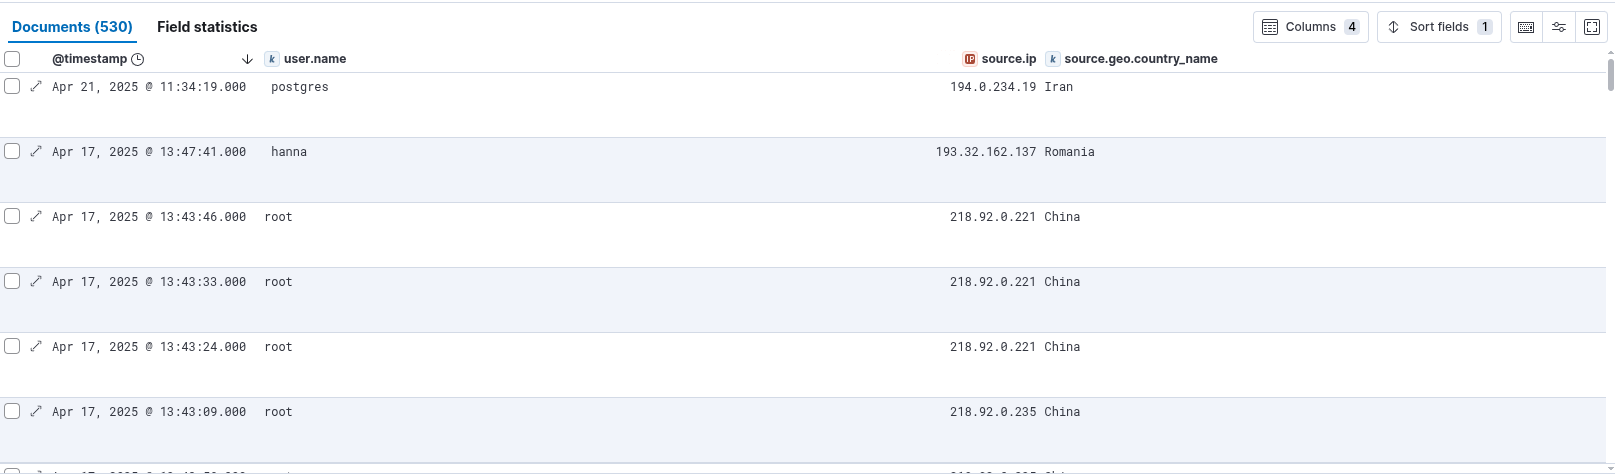 Documents (530) Field statistics Columns 4 Sort fields 1
@timestamp k user.name IP source.ip k source.geo.country_name
Apr 21, 2025 @ 11:34:19.000 postgres 194.0.234.19 Iran
Apr 17, 2025 @ 13:47:41.000 hanna 193.32.162.137 Romania
Apr 17, 2025 @ 13:43:46.000 root 218.92.0.221 China
Apr 17, 2025 @ 13:43:33.000 root 218.92.0.221 China
Apr 17, 2025 @ 13:43:24.000 root 218.92.0.221 China
Apr 17, 2025 @ 13:43:09.000 root 218.92.0.235 China